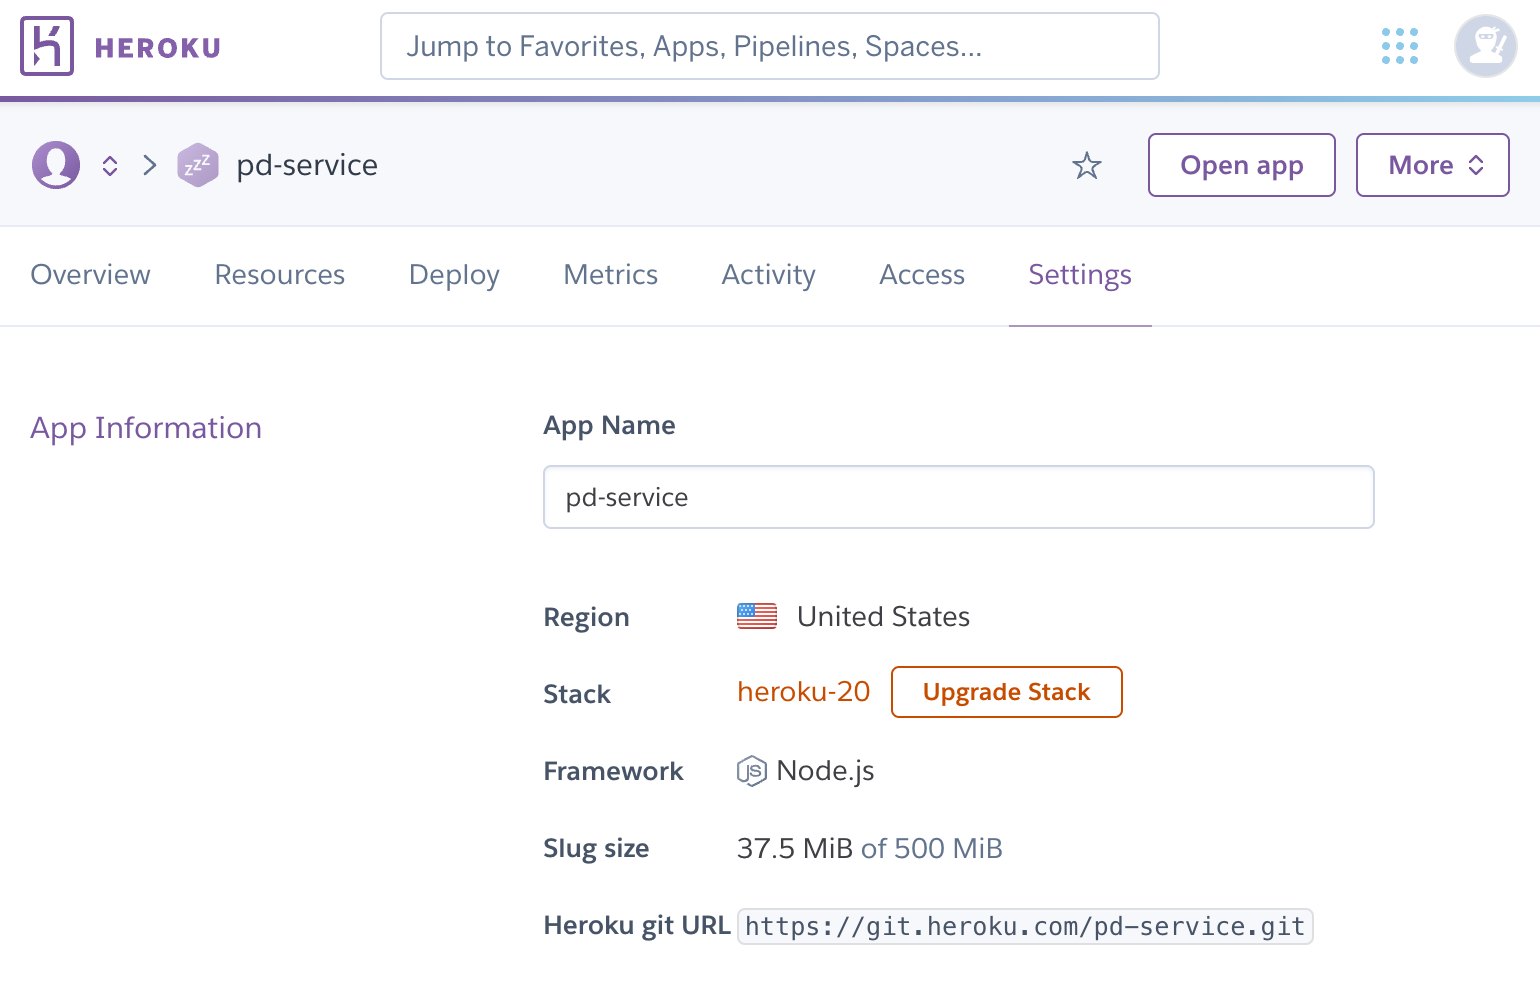 HEROKU
Jump to Favorites, Apps, Pipelines, Spaces...
zzz pd-service
Open app
More
Overview Resources Deploy Metrics Activity Access Settings
App Information
App Name
pd-service
Region United States
Stack heroku-20 Upgrade Stack
Framework JS Node.js
Slug size 37.5 MiB of 500 MiB
Heroku git URL https://git.heroku.com/pd-service.git